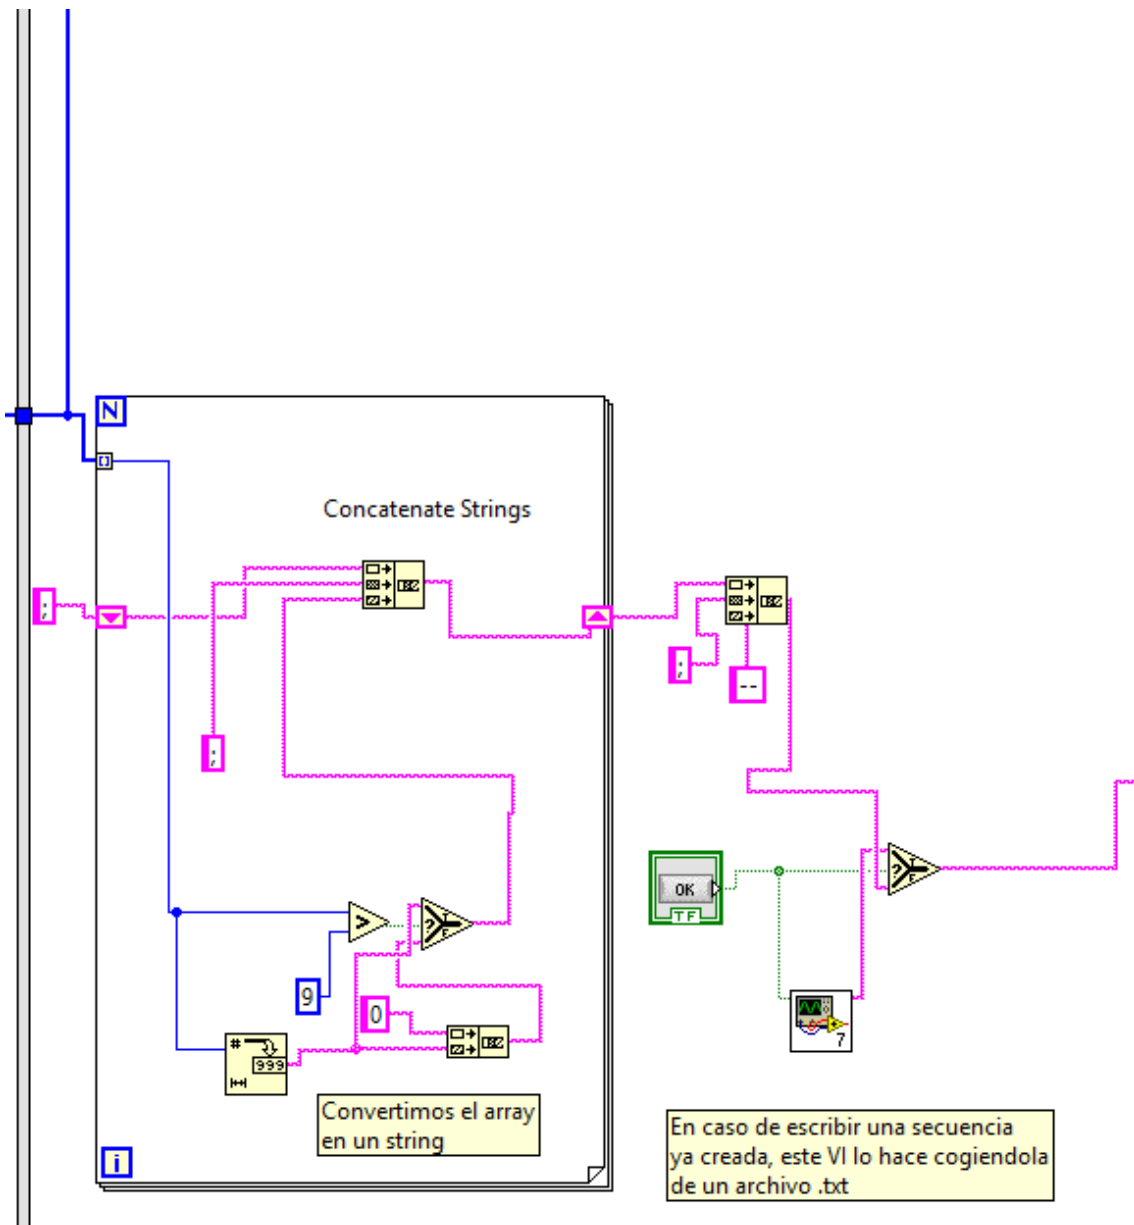 N
Concatenate Strings
;
;
;
--
OK
TF
?
T
F
>
?
T
F
9
0
7
#
999
Convertimos el array
en un string
i
En caso de escribir una secuencia
ya creada, este VI lo hace cogiendola
de un archivo .txt